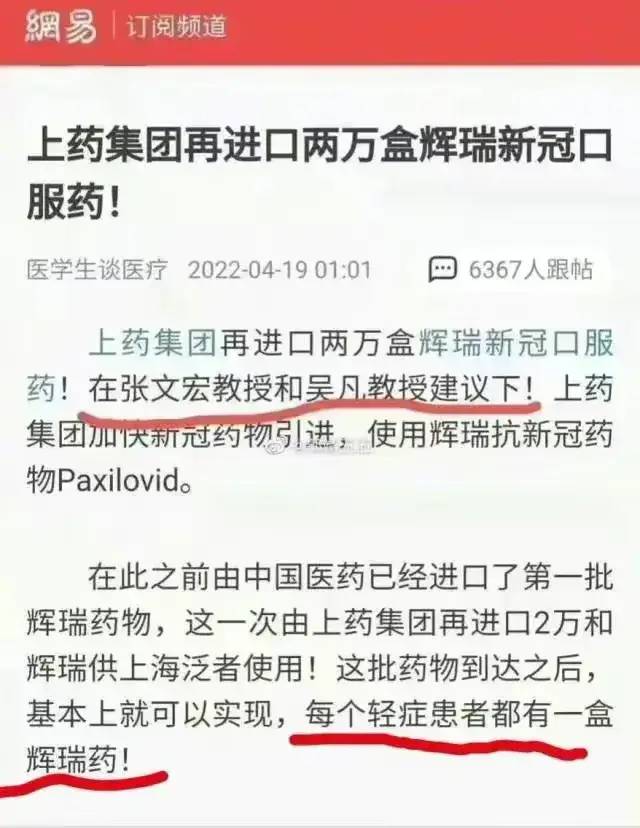 網易 | 订阅频道
上药集团再进口两万盒辉瑞新冠口
服药！
医学生谈医疗 2022-04-19 01:01 6367人跟帖
上药集团再进口两万盒辉瑞新冠口服
药！在张文宏教授和吴凡教授建议下！上药
集团加快新冠药物引进，使用辉瑞抗新冠药
物Paxilovid。
在此之前由中国医药已经进口了第一批
辉瑞药物，这一次由上药集团再进口2万和
辉瑞供上海泛者使用！这批药物到达之后，
基本上就可以实现，每个轻症患者都有一盒
辉瑞药！